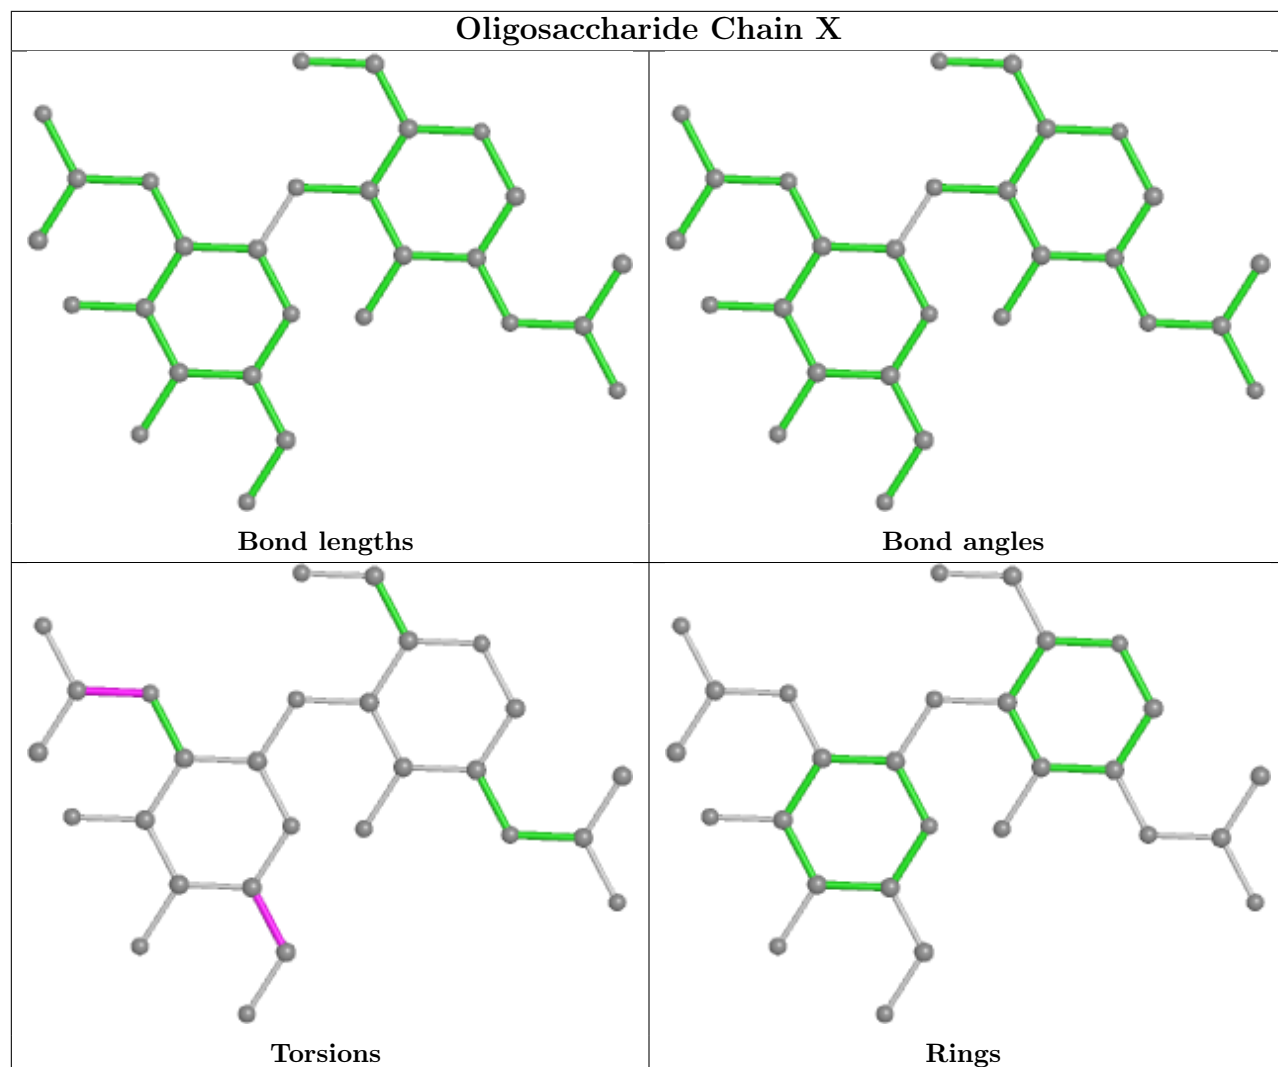 Oligosaccharide Chain X
Bond lengths
Bond angles
Torsions
Rings